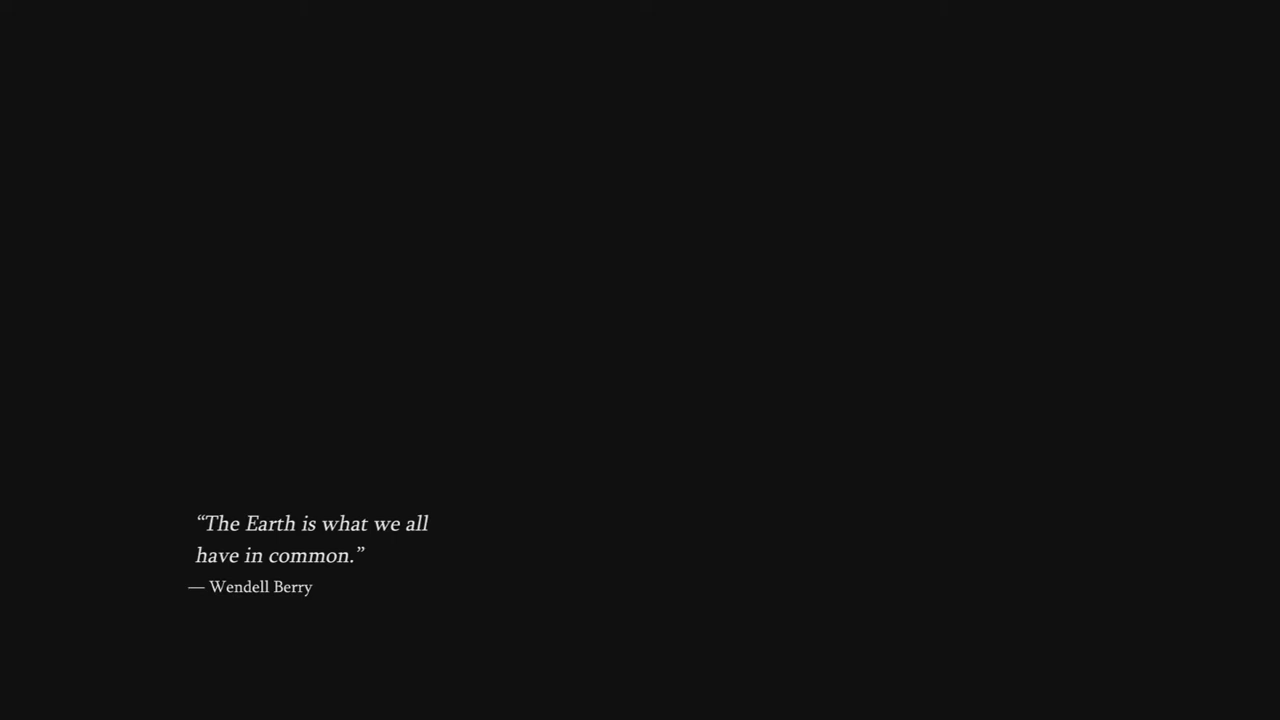 “The Earth is what we all
have in common.”
— Wendell Berry